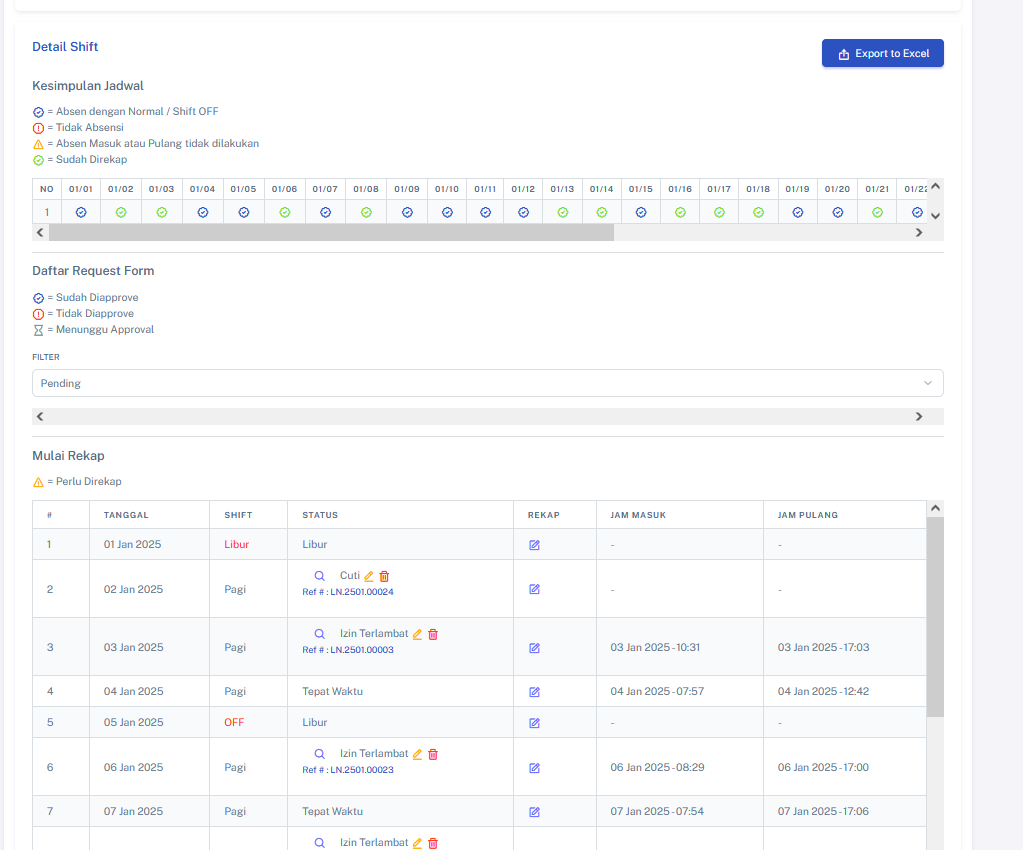 Detail Shift
Export to Excel
Kesimpulan Jadwal
= Absen dengan Normal / Shift OFF
= Tidak Absensi
= Absen Masuk atau Pulang tidak dilakukan
= Sudah Direkap
NO 01/01 01/02 01/03 01/04 01/05 01/06 01/07 01/08 01/09 01/10 01/11 01/12 01/13 01/14 01/15 01/16 01/17 01/18 01/19 01/20 01/21 01/22
1
Daftar Request Form
= Sudah Diapprove
= Tidak Diapprove
= Menunggu Approval
FILTER
Pending
Mulai Rekap
= Perlu Direkap
# TANGGAL SHIFT STATUS REKAP JAM MASUK JAM PULANG
1 01 Jan 2025 Libur Libur - -
2 02 Jan 2025 Pagi Cuti - -
Ref # : LN.2501.00024
3 03 Jan 2025 Pagi Izin Terlambat 03 Jan 2025 - 10:31 03 Jan 2025 - 17:03
Ref # : LN.2501.00003
4 04 Jan 2025 Pagi Tepat Waktu 04 Jan 2025 - 07:57 04 Jan 2025 - 12:42
5 05 Jan 2025 OFF Libur - -
6 06 Jan 2025 Pagi Izin Terlambat 06 Jan 2025 - 08:29 06 Jan 2025 - 17:00
Ref # : LN.2501.00023
7 07 Jan 2025 Pagi Tepat Waktu 07 Jan 2025 - 07:54 07 Jan 2025 - 17:06
Izin Terlambat